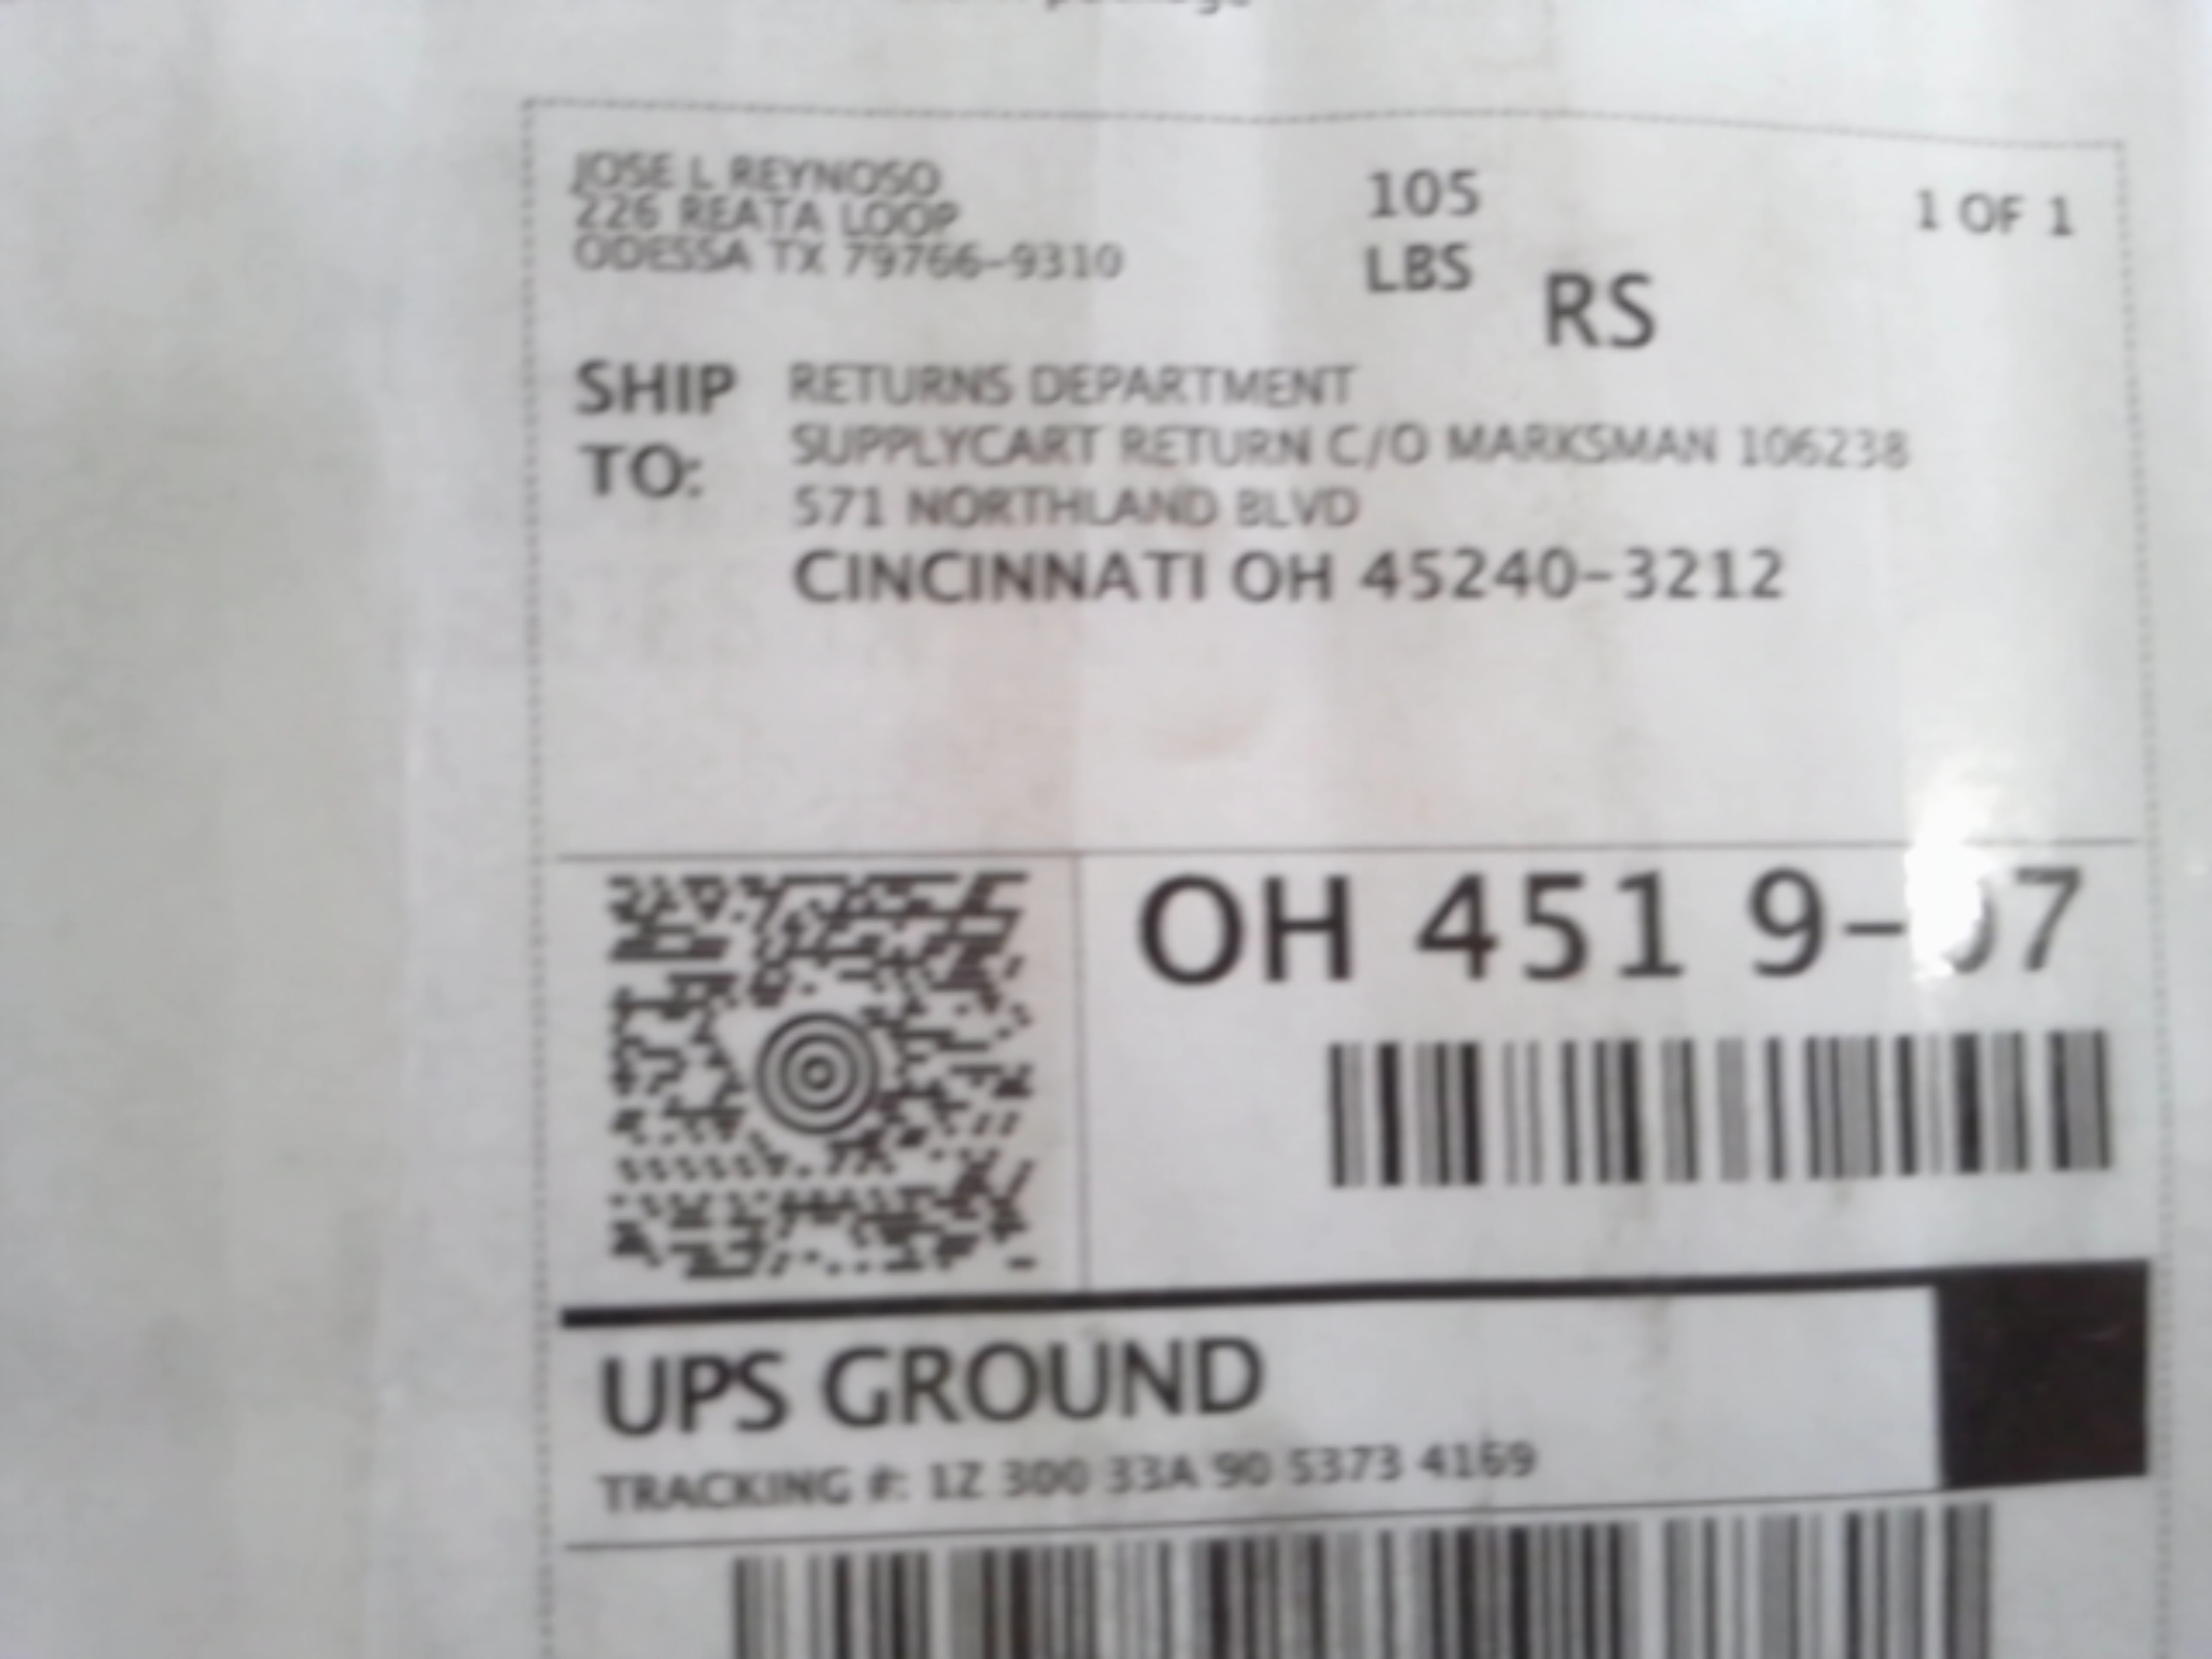 package
JOSE L REYNOSO
226 REATA LOOP
ODESSA TX 79766-9310
105
LBS
RS
1 OF 1
SHIP
TO:
RETURNS DEPARTMENT
SUPPLYCART RETURN C/O MARKSMAN 106238
571 NORTHLAND BLVD
CINCINNATI OH 45240-3212
OH 451 9-
UPS GROUND
TRACKING #: 1Z 300 33A 90 5373 4169